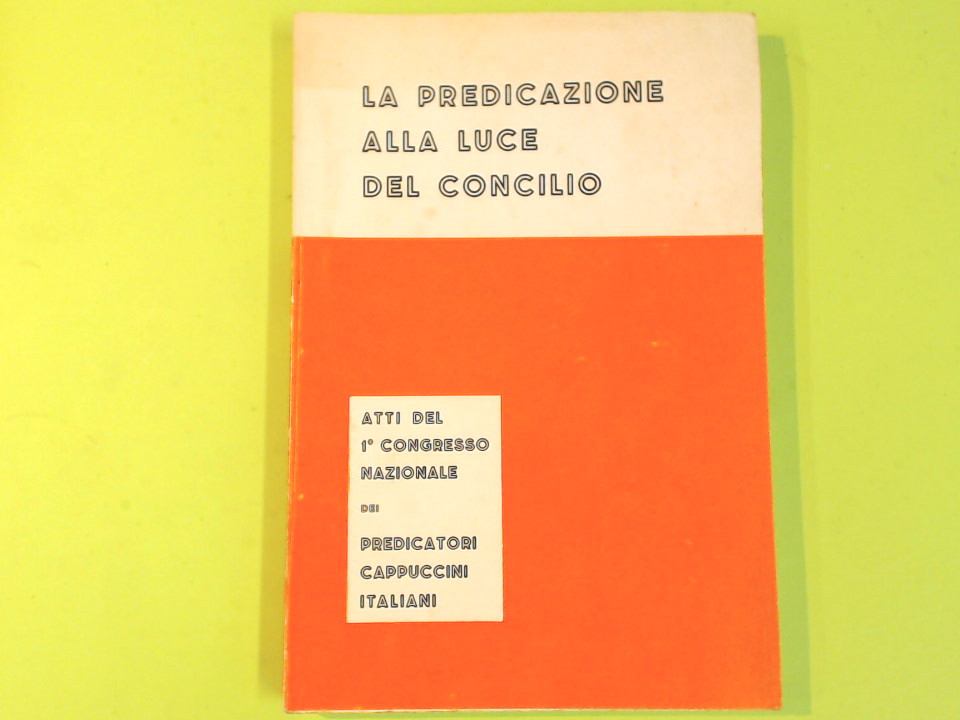 LA PREDICAZIONE
ALLA LUCE
DEL CONCILIO
ATTI DEL
1° CONGRESSO
NAZIONALE
DEI
PREDICATORI
CAPPUCCINI
ITALIANI